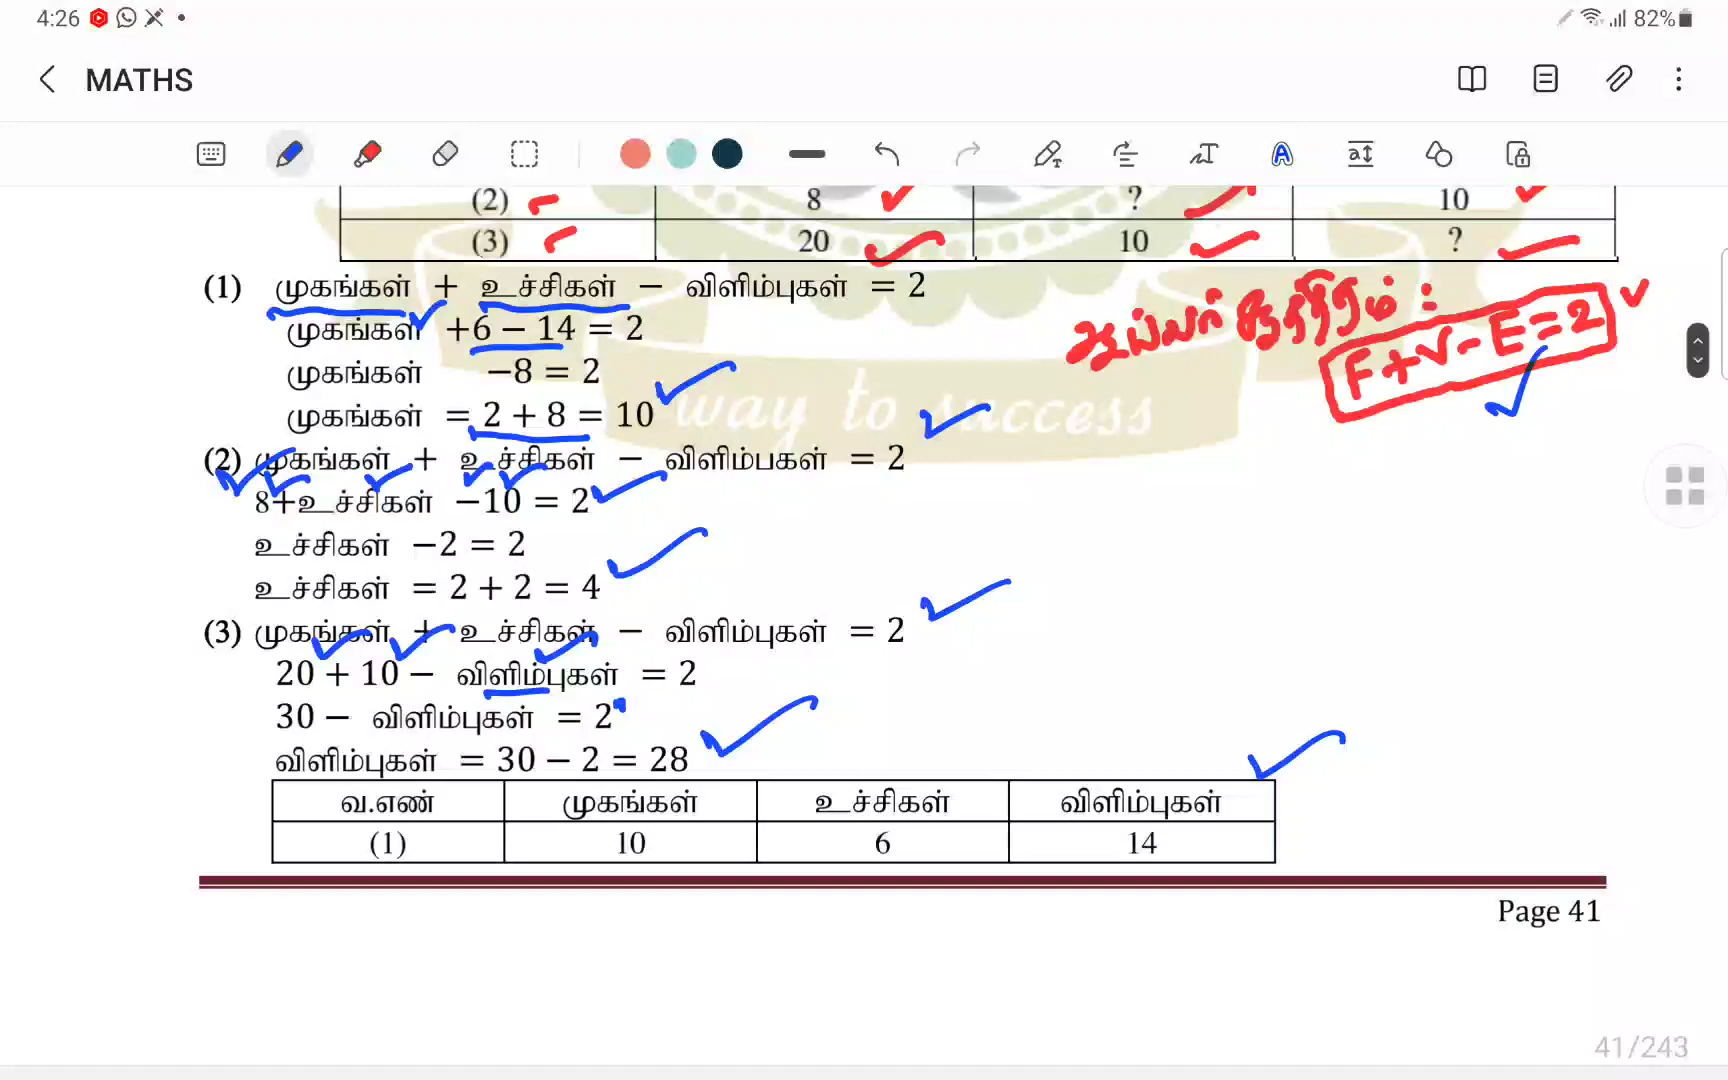 4:26
82%
MATHS
(2) 8 ? 10
(3) 20 10 ?
(1) முகங்கள் + உச்சிகள் − விளிம்புகள் = 2
முகங்கள் +6 − 14 = 2
முகங்கள் −8 = 2
முகங்கள் = 2 + 8 = 10
F+V-E=2
way to success
(2) முகங்கள் + உச்சிகள் − விளிம்பகள் = 2
8+உச்சிகள் −10 = 2
உச்சிகள் −2 = 2
உச்சிகள் = 2 + 2 = 4
(3) முகங்கள் + உச்சிகள் − விளிம்புகள் = 2
20 + 10 − விளிம்புகள் = 2
30 − விளிம்புகள் = 2
விளிம்புகள் = 30 − 2 = 28
வ.எண் முகங்கள் உச்சிகள் விளிம்புகள்
(1) 10 6 14
Page 41
41/243